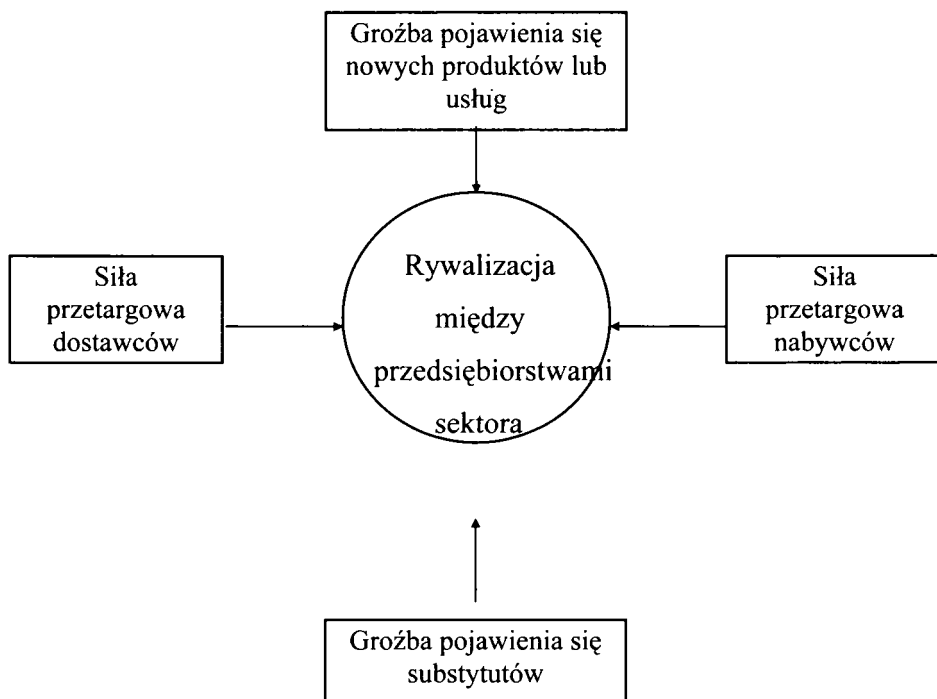 Groźba pojawienia się
nowych produktów lub
usług
Siła
przetargowa
dostawców
Rywalizacja
między
przedsiębiorstwami
sektora
Siła
przetargowa
nabywców
Groźba pojawienia się
substytutów